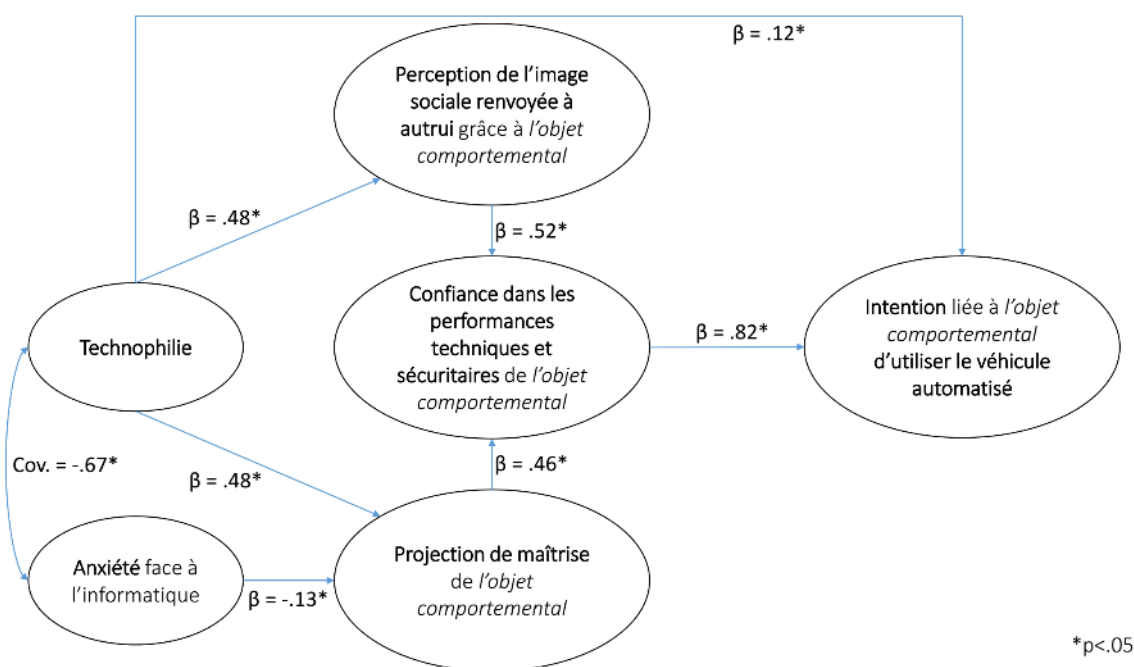 β = .12*
Perception de l’image
sociale renvoyée à
autrui grâce à l’objet
comportemental
β = .48*
β = .52*
Technophilie
Confiance dans les
performances
techniques et
sécuritaires de l’objet
comportemental
β = .82*
Intention liée à l’objet
comportemental
d’utiliser le véhicule
automatisé
Cov. = -.67*
β = .48*
β = .46*
Anxiété face à
l’informatique
β = -.13*
Projection de maîtrise
de l’objet
comportemental
*p<.05